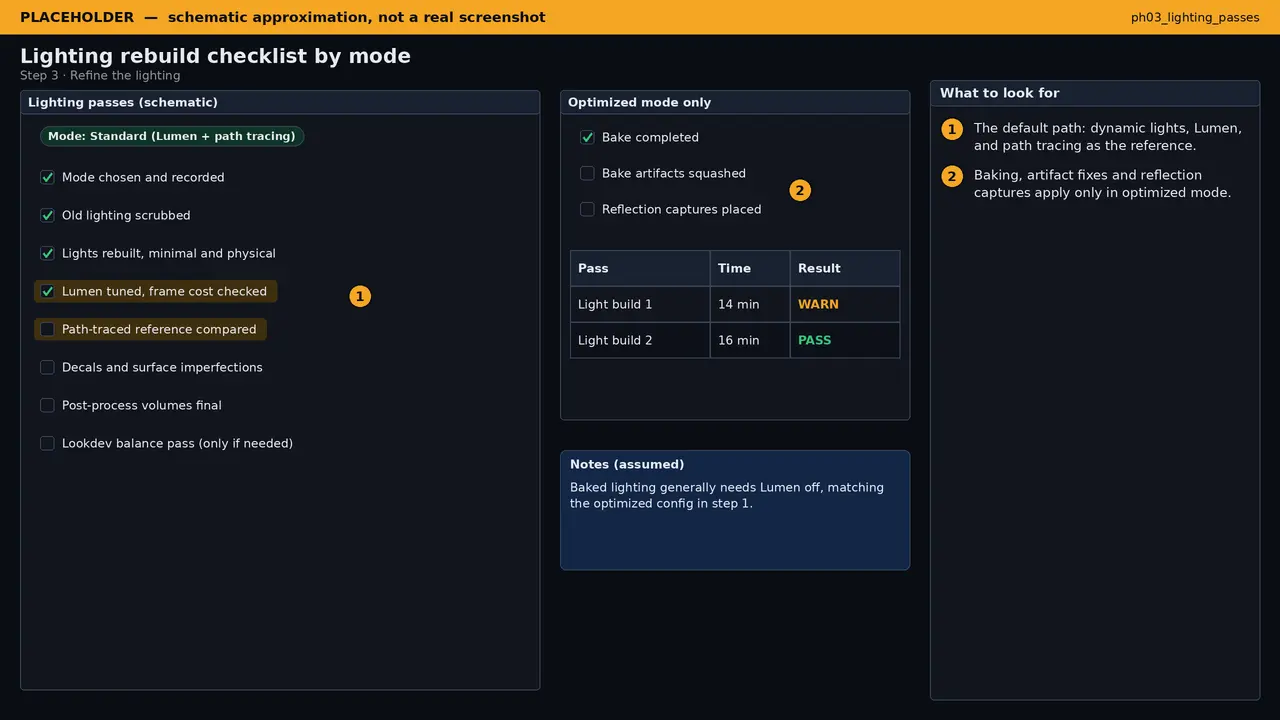 PLACEHOLDER — schematic approximation, not a real screenshot
ph03_lighting_passes
Lighting rebuild checklist by mode
Step 3 · Refine the lighting
Lighting passes (schematic)
Mode: Standard (Lumen + path tracing)
Mode chosen and recorded
Old lighting scrubbed
Lights rebuilt, minimal and physical
Lumen tuned, frame cost checked
1
Path-traced reference compared
Decals and surface imperfections
Post-process volumes final
Lookdev balance pass (only if needed)
Optimized mode only
Bake completed
Bake artifacts squashed
2
Reflection captures placed
Pass Time Result
Light build 1 14 min WARN
Light build 2 16 min PASS
Notes (assumed)
Baked lighting generally needs Lumen off, matching
the optimized config in step 1.
What to look for
1 The default path: dynamic lights, Lumen,
and path tracing as the reference.
2 Baking, artifact fixes and reflection
captures apply only in optimized mode.